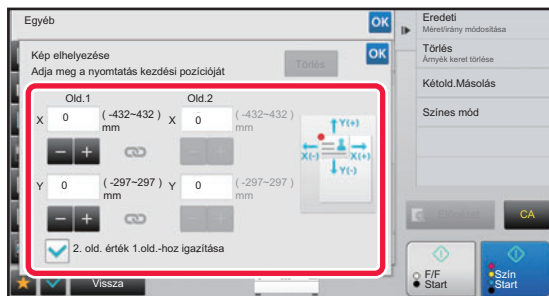 Egyéb
OK
Kép elhelyezése
Adja meg a nyomtatás kezdési pozícióját
Törlés
OK
Old.1
Old.2
X 0 ( -432~432 ) mm
X 0 ( -432~432 ) mm
Y(+)
X(-)
X(+)
Y(-)
− +
− +
Y 0 ( -297~297 ) mm
Y 0 ( -297~297 ) mm
− +
− +
2. old. érték 1.old.-hoz igazítása
Vissza
Eredeti
Méret/irány módosítása
Törlés
Árnyék keret törlése
Kétold.Másolás
Színes mód
Előnézet
CA
F/F
Start
Szín
Start